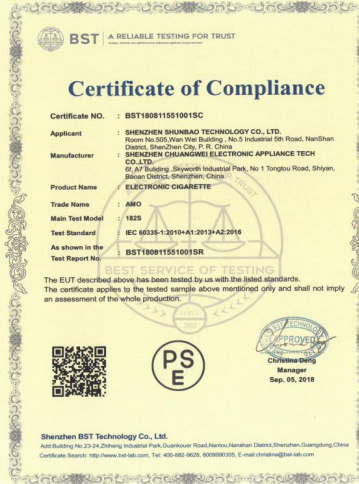 BST A RELIABLE TESTING FOR TRUST
Certificate of Compliance
Certificate NO. : BST180811551001SC
Applicant : SHENZHEN SHUNBAO TECHNOLOGY CO., LTD.
Room No.505,Wan Wei Building , No.5 Industrial 5th Road, NanShan
District, ShenZhen City, P. R. China
Manufacturer : SHENZHEN CHUANGWEI ELECTRONIC APPLIANCE TECH
CO.,LTD.
6f, A7 Building ,Skyworth Industrial Park, No 1 Tongtou Road, Shiyan,
Baoan District, Shenzhen, China.
Product Name : ELECTRONIC CIGARETTE
Trade Name : AMO
Main Test Model : 182S
Test Standard : IEC 60335-1:2010+A1:2013+A2:2016
As shown in the
Test Report No. : BST180811551001SR
BEST SERVICE OF TESTING
The EUT described above has been tested by us with the listed standards.
The certificate applies to the tested sample above mentioned only and shall not imply
an assessment of the whole production.
PS
E
APPROVED
Christina Deng
Manager
Sep. 05, 2018
Shenzhen BST Technology Co., Ltd.
Add:Building No.23-24,Zhiheng Industrial Park,Guankouer Road,Nantou,Nanshan District,Shenzhen,Guangdong,China
Certificate Search: http://www.bst-lab.com, Tel: 400-882-9628, 8009990305, E-mail:christina@bst-lab.com